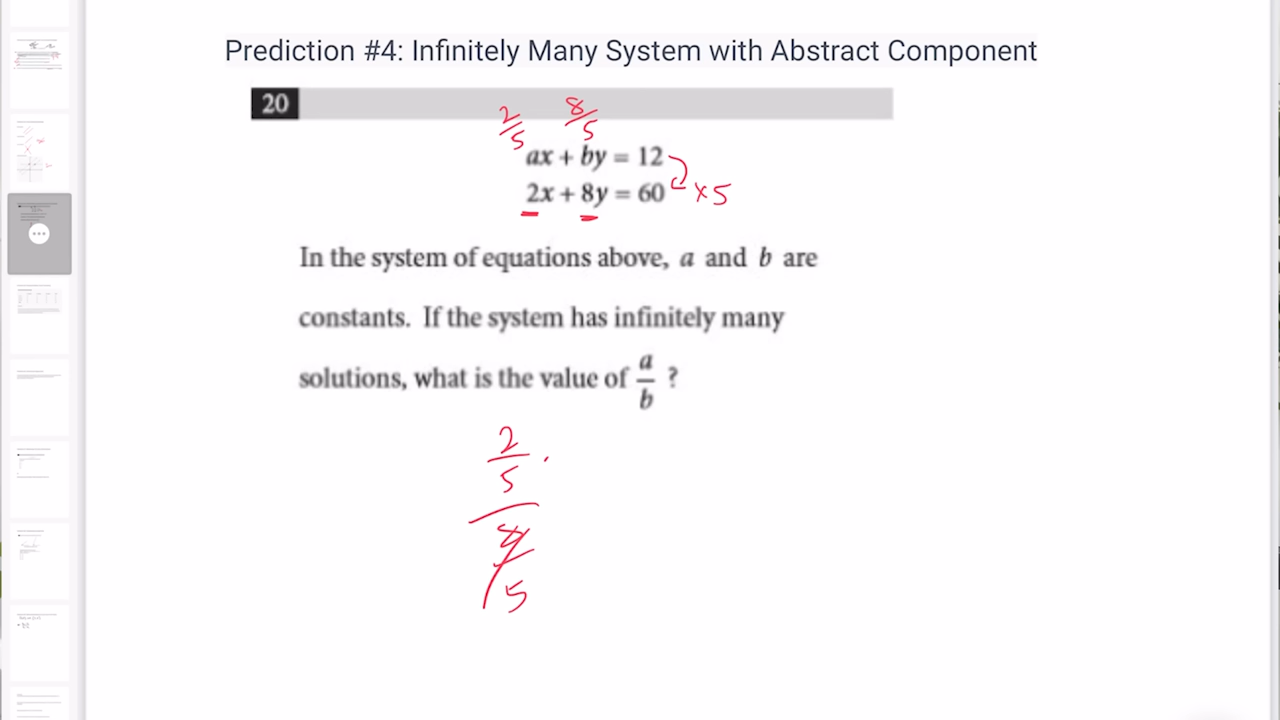 Prediction #4: Infinitely Many System with Abstract Component
20
2/5 8/5
ax + by = 12
2x + 8y = 60 ×5
In the system of equations above, a and b are
constants. If the system has infinitely many
solutions, what is the value of a/b ?
2
5
8
5